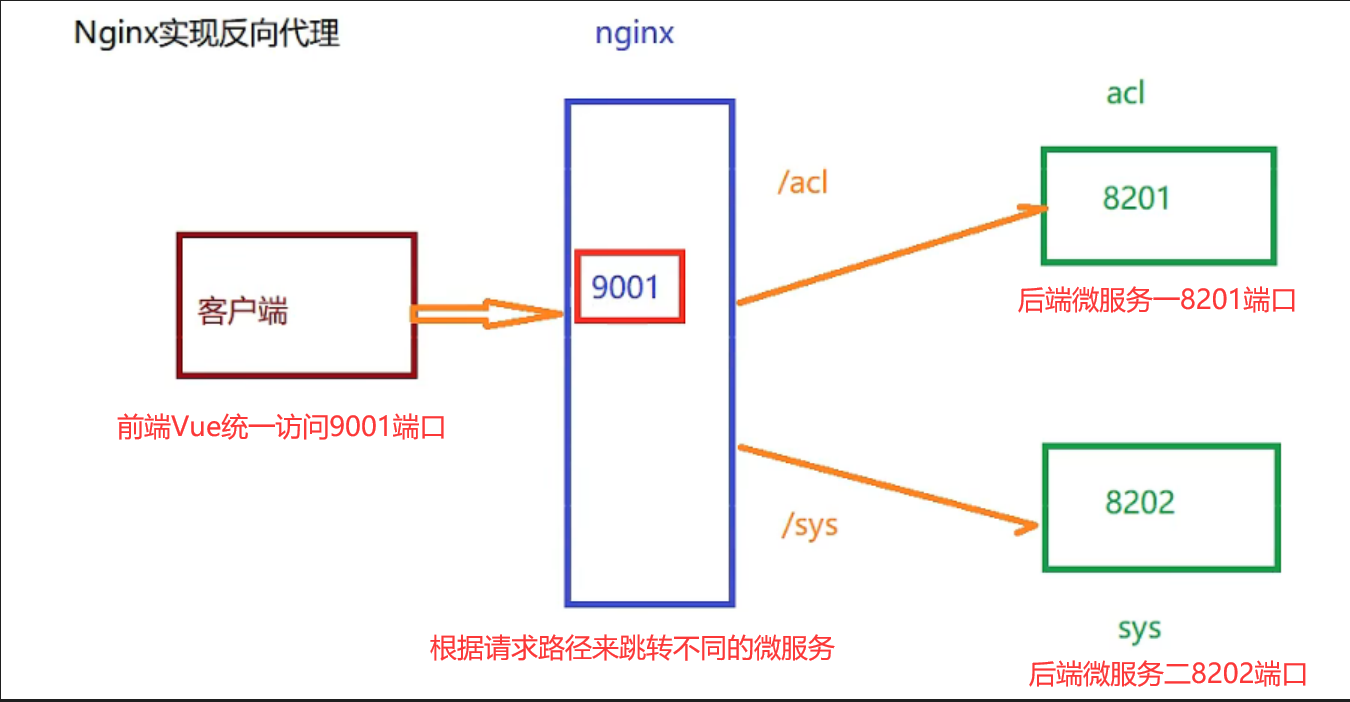 Nginx实现反向代理
nginx
acl
/acl
8201
9001
后端微服务一8201端口
客户端
前端Vue统一访问9001端口
8202
/sys
sys
根据请求路径来跳转不同的微服务
后端微服务二8202端口